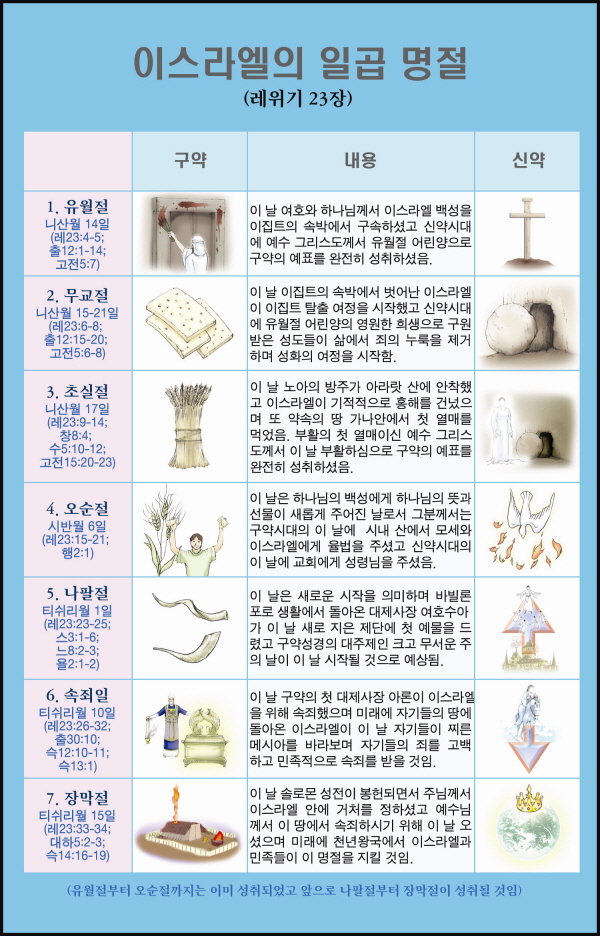 이스라엘의 일곱 명절
(레위기 23장)
구약
내용
신약
1. 유월절
니산월 14일
(레23:4-5;
출12:1-14;
고전5:7)
이 날 여호와 하나님께서 이스라엘 백성을
이집트의 속박에서 구속하셨고 신약시대
에 예수 그리스도께서 유월절 어린양으로
구약의 예표를 완전히 성취하셨음.
2. 무교절
니산월 15-21일
(레23:6-8;
출12:15-20;
고전5:6-8)
이 날 이집트의 속박에서 벗어난 이스라엘
이 이집트 탈출 여정을 시작했고 신약시대
에 유월절 어린양의 영원한 희생으로 구원
받은 성도들이 삶에서 죄의 누룩을 제거
하며 성화의 여정을 시작함.
3. 초실절
니산월 17일
(레23:9-14;
창8:4;
수5:10-12;
고전15:20-23)
이 날 노아의 방주가 아라랏 산에 안착했
고 이스라엘이 기적적으로 홍해를 건넜으
며 또 약속의 땅 가나안에서 첫 열매를
먹었음. 부활의 첫 열매이신 예수 그리스
도께서 이 날 부활하심으로 구약의 예표를
완전히 성취하셨음.
4. 오순절
시반월 6일
(레23:15-21;
행2:1)
이 날은 하나님의 백성에게 하나님의 뜻과
선물이 새롭게 주어진 날로서 그분께서는
구약시대의 이 날에 시내 산에서 모세와
이스라엘에게 율법을 주셨고 신약시대의
이 날에 교회에게 성령님을 주셨음.
5. 나팔절
티쉬리월 1일
(레23:23-25;
스3:1-6;
느8:2-3;
욜2:1-2)
이 날은 새로운 시작을 의미하며 바빌론
포로 생활에서 돌아온 대제사장 여호수아
가 이 날 새로 지은 제단에 첫 예물을 드
렸고 구약성경의 대주제인 크고 무서운 주
의 날이 이 날 시작될 것으로 예상됨.
6. 속죄일
티쉬리월 10일
(레23:26-32;
출30:10;
슥12:10-11;
슥13:1)
이 날 구약의 첫 대제사장 아론이 이스라엘
을 위해 속죄했으며 미래에 자기들의 땅에
돌아온 이스라엘이 이 날 자기들이 찌른
메시아를 바라보며 자기들의 죄를 고백
하고 민족적으로 속죄를 받을 것임.
7. 장막절
티쉬리월 15일
(레23:33-34;
대하5:2-3;
슥14:16-19)
이 날 솔로몬 성전이 봉헌되면서 주님께서
이스라엘 안에 거처를 정하셨고 예수님
께서 이 땅에서 속죄하시기 위해 이 날 오
셨으며 미래에 천년왕국에서 이스라엘과
민족들이 이 명절을 지킬 것임.
(유월절부터 오순절까지는 이미 성취되었고 앞으로 나팔절부터 장막절이 성취될 것임)